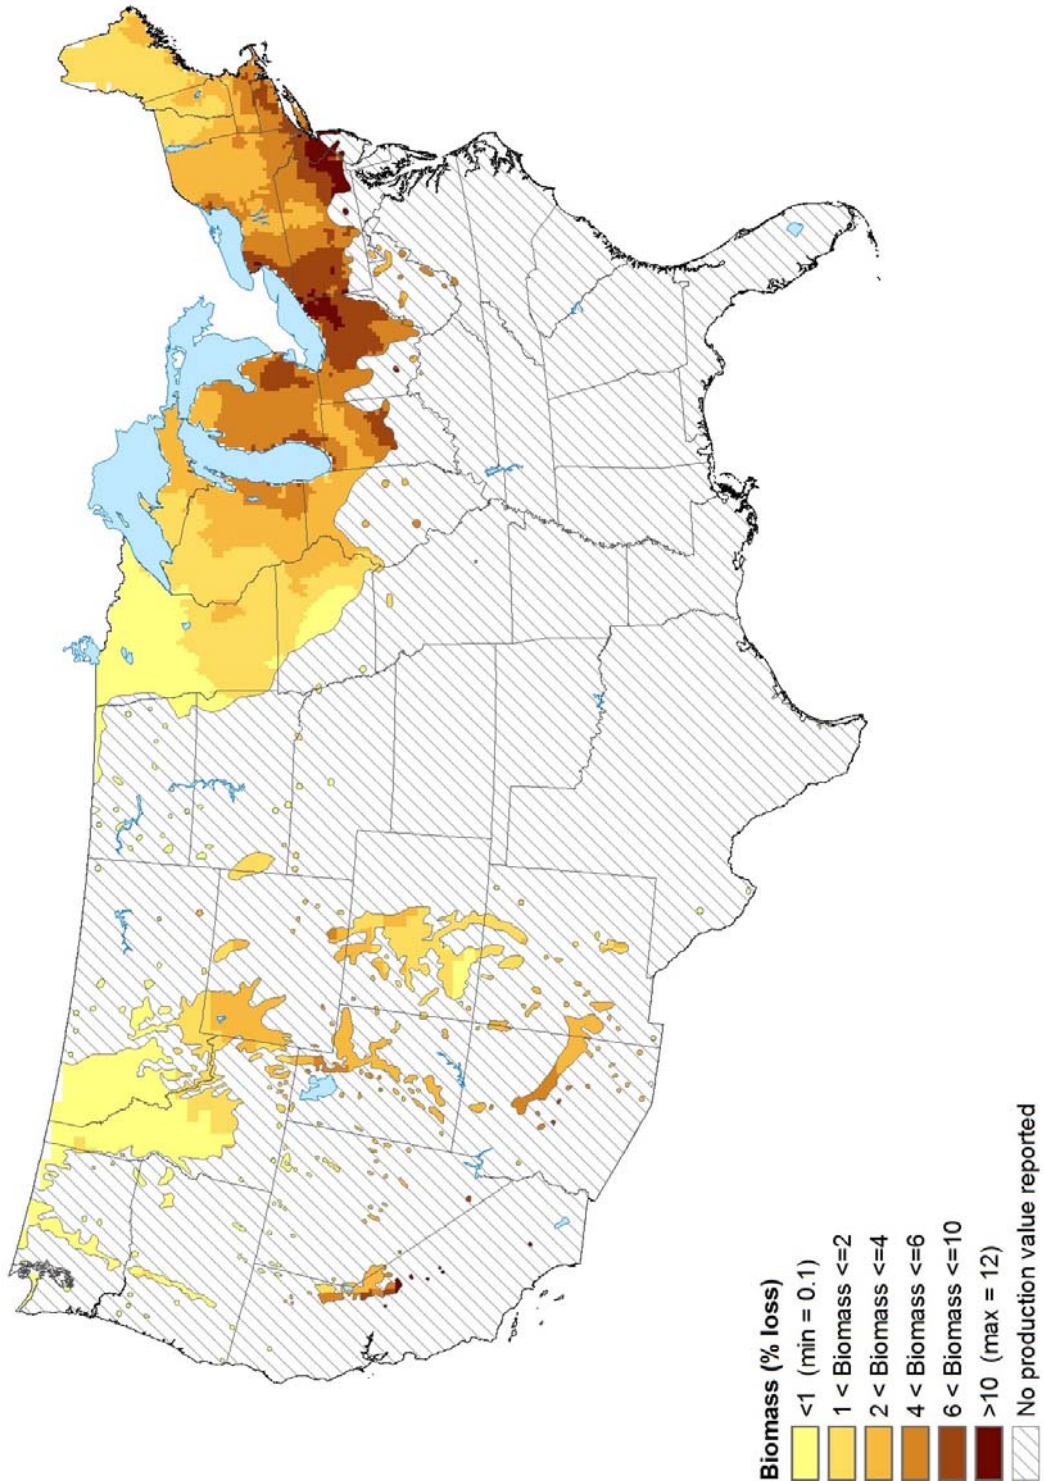 Biomass (% loss)
<1 (min = 0.1)
1 < Biomass <=2
2 < Biomass <=4
4 < Biomass <=6
6 < Biomass <=10
>10 (max = 12)
No production value reported